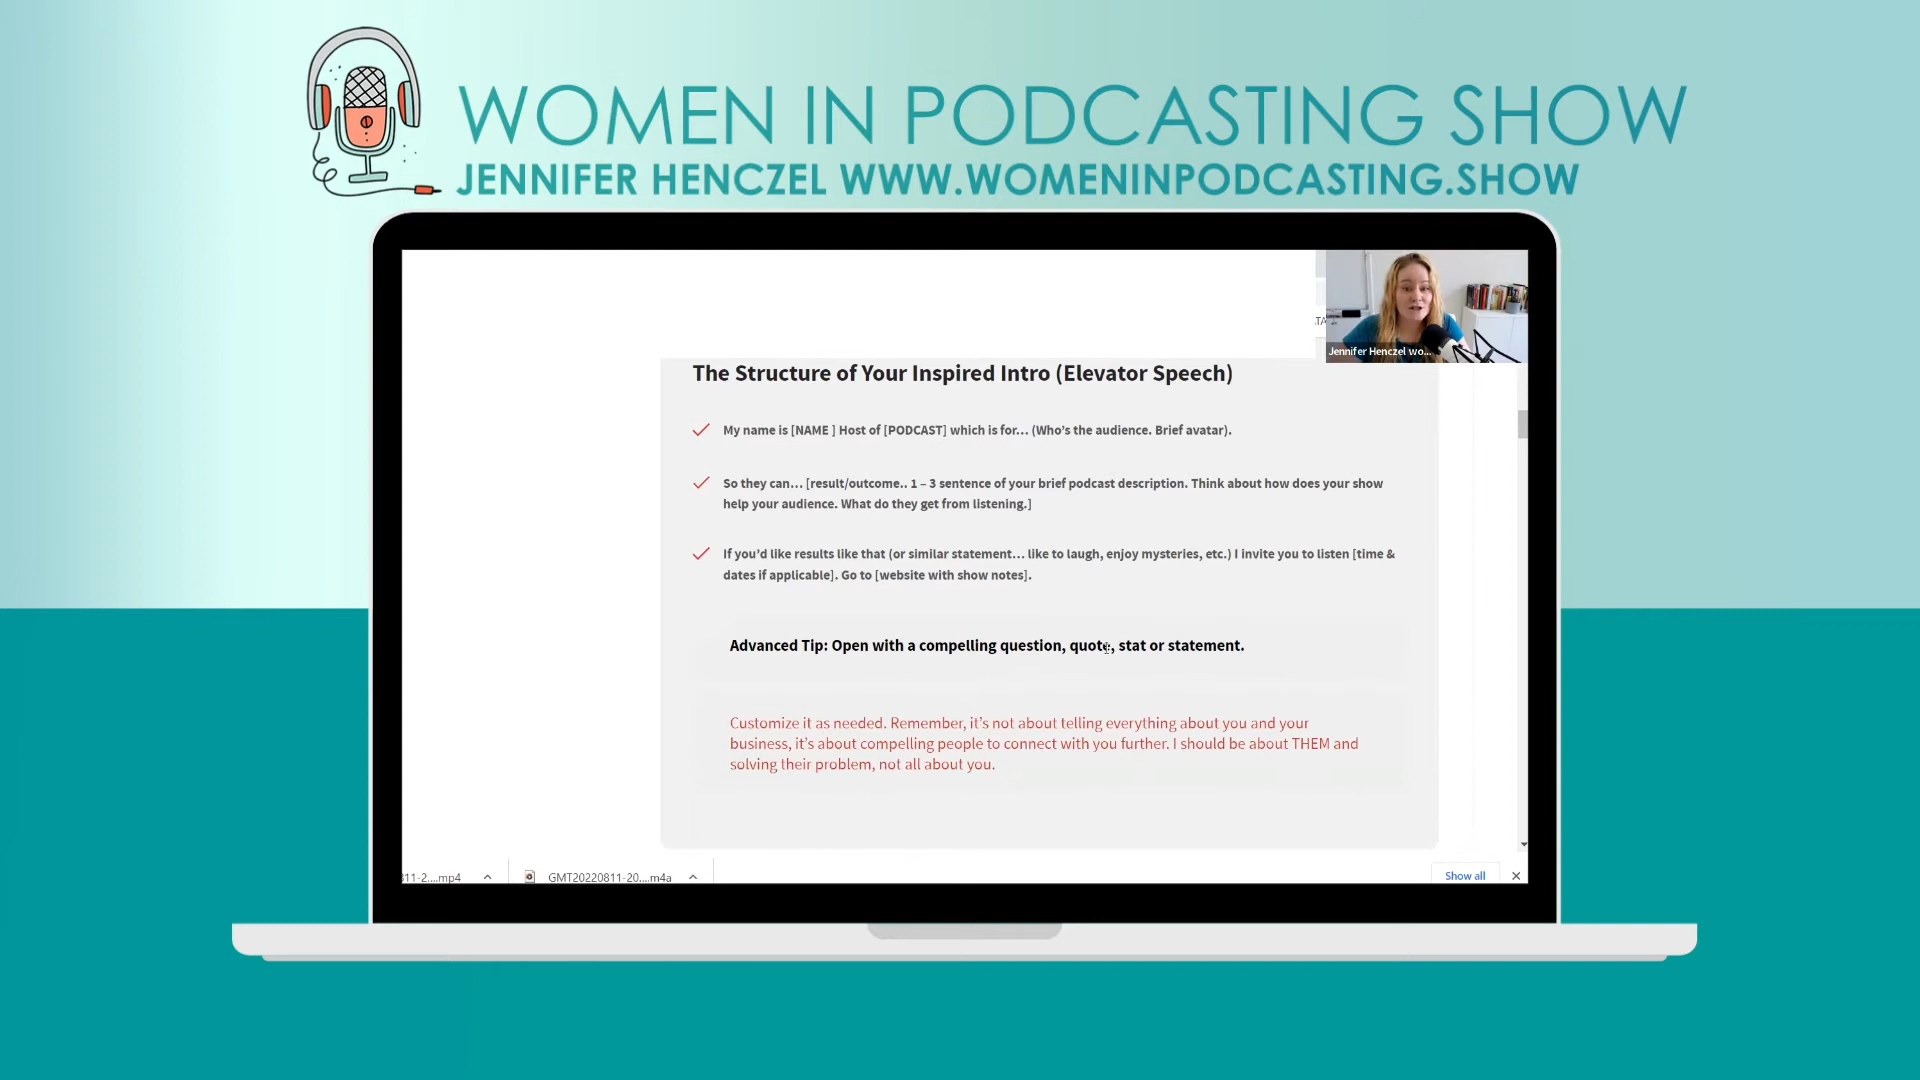 WOMEN IN PODCASTING SHOW
JENNIFER HENCZEL WWW.WOMENINPODCASTING.SHOW
Jennifer Henczel wo...
The Structure of Your Inspired Intro (Elevator Speech)
My name is [NAME ] Host of [PODCAST] which is for... (Who's the audience. Brief avatar).
So they can... [result/outcome.. 1 – 3 sentence of your brief podcast description. Think about how does your show
help your audience. What do they get from listening.]
If you'd like results like that (or similar statement... like to laugh, enjoy mysteries, etc.) I invite you to listen [time &
dates if applicable]. Go to [website with show notes].
Advanced Tip: Open with a compelling question, quote, stat or statement.
Customize it as needed. Remember, it's not about telling everything about you and your
business, it's about compelling people to connect with you further. I should be about THEM and
solving their problem, not all about you.
811-2....mp4
GMT20220811-20....m4a
Show all